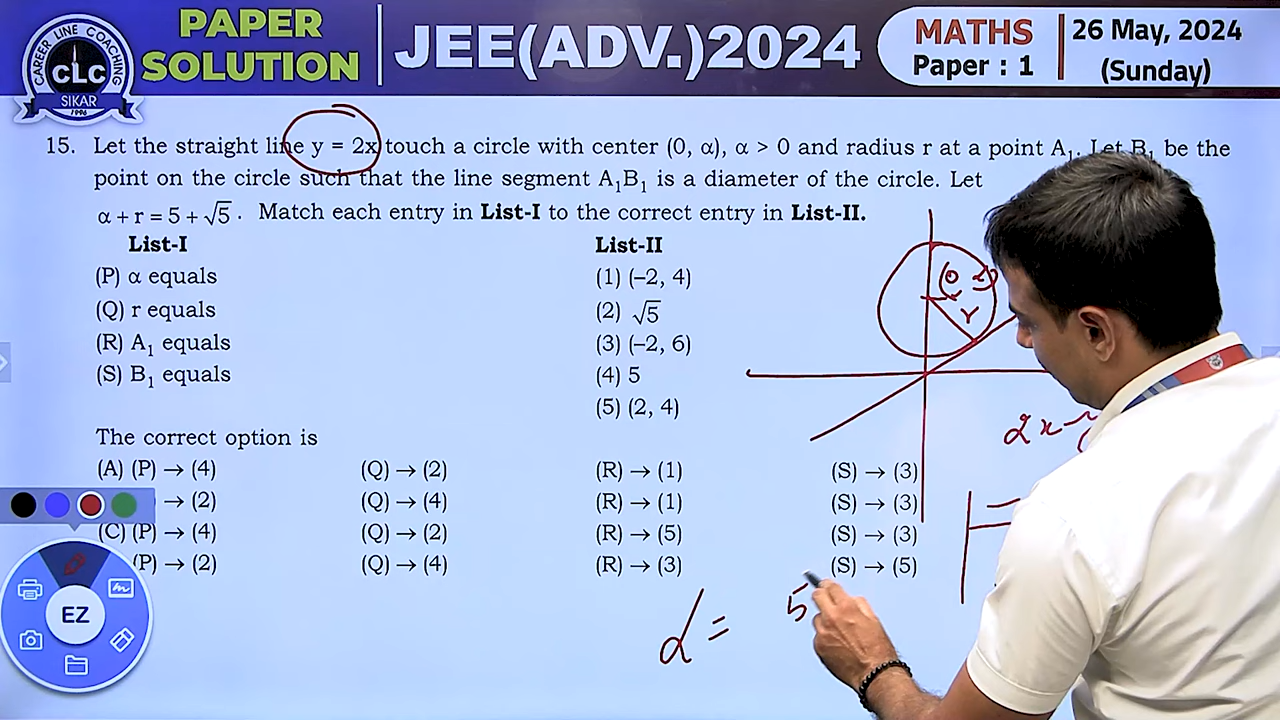 CAREER LINE COACHING
CLC
SIKAR
1996
PAPER SOLUTION
JEE(ADV.)2024
MATHS
Paper : 1
26 May, 2024
(Sunday)
15. Let the straight line y = 2x touch a circle with center (0, α), α > 0 and radius r at a point A₁. Let B₁ be the
point on the circle such that the line segment A₁B₁ is a diameter of the circle. Let
α + r = 5 + √5 . Match each entry in List-I to the correct entry in List-II.
List-I List-II
(P) α equals (1) (–2, 4)
(Q) r equals (2) √5
(R) A₁ equals (3) (–2, 6)
(S) B₁ equals (4) 5
(5) (2, 4)
The correct option is
(A) (P) → (4) (Q) → (2) (R) → (1) (S) → (3)
→ (2) (Q) → (4) (R) → (1) (S) → (3)
(C) (P) → (4) (Q) → (2) (R) → (5) (S) → (3)
(P) → (2) (Q) → (4) (R) → (3) (S) → (5)
(0 α)
r
2x –
α = 5
EZ